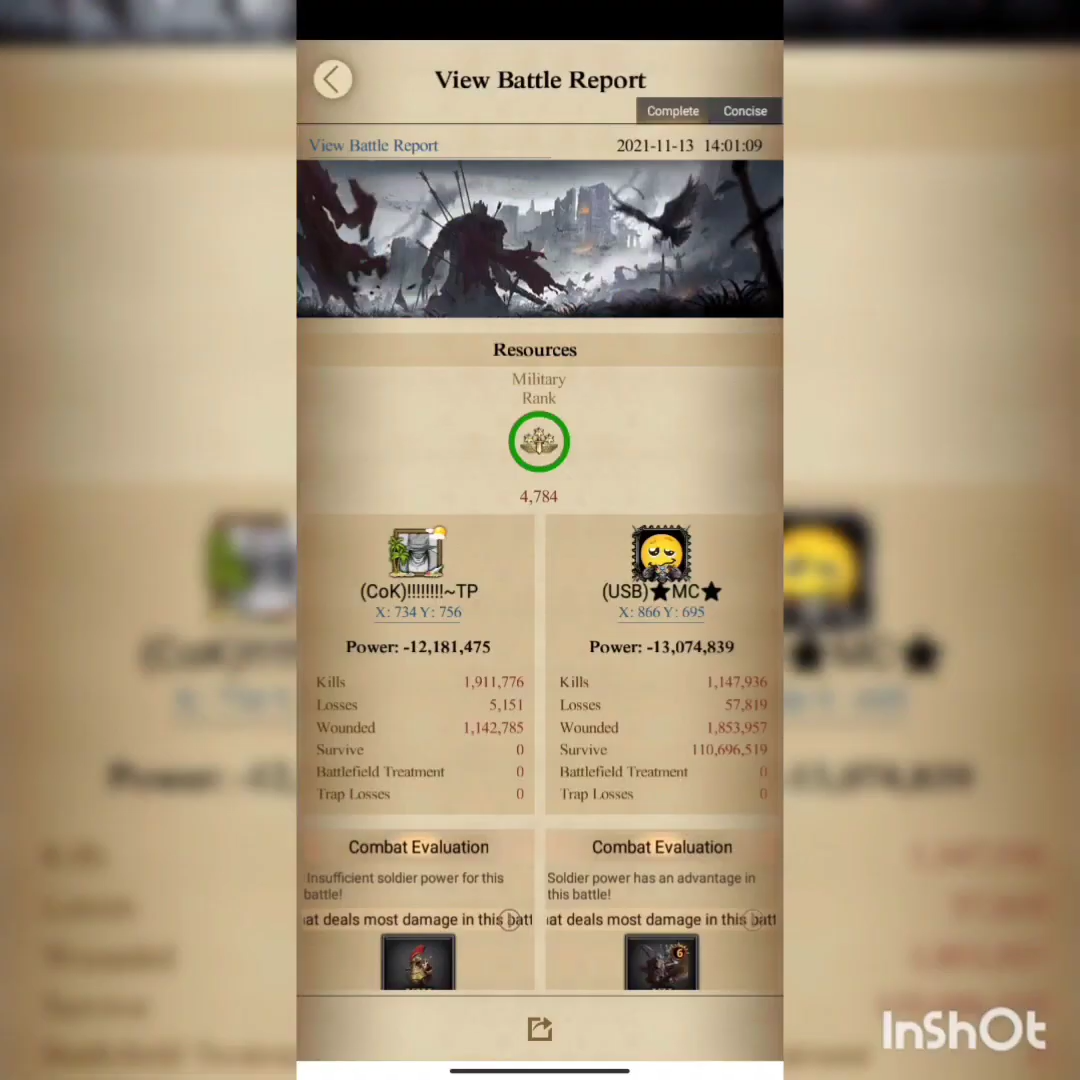 View Battle Report
Complete Concise
View Battle Report 2021-11-13 14:01:09
Resources
Military
Rank
4,784
(CoK)!!!!!!!!~TP
X: 734 Y: 756
Power: -12,181,475
Kills 1,911,776
Losses 5,151
Wounded 1,142,785
Survive 0
Battlefield Treatment 0
Trap Losses 0
(USB)★MC★
X: 866 Y: 695
Power: -13,074,839
Kills 1,147,936
Losses 57,819
Wounded 1,853,957
Survive 110,696,519
Battlefield Treatment 0
Trap Losses 0
Combat Evaluation
Insufficient soldier power for this
battle!
at deals most damage in this batt
Combat Evaluation
Soldier power has an advantage in
this battle!
at deals most damage in this batt
6
InShOt